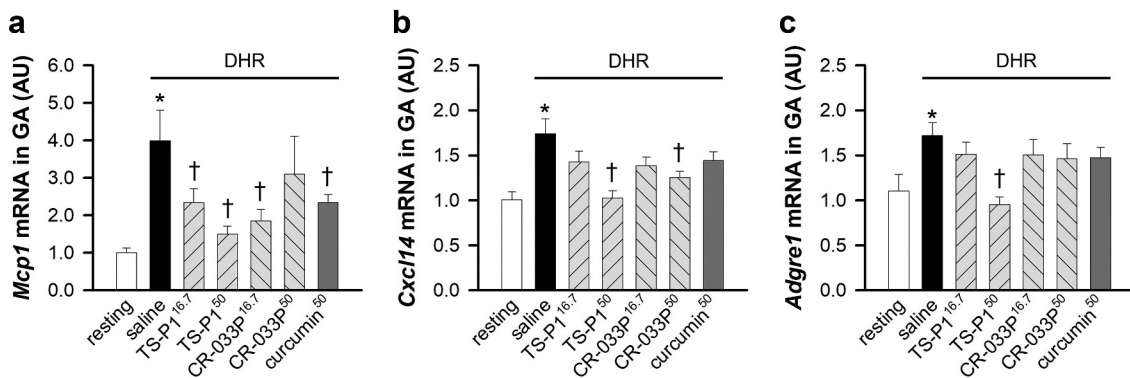 a
Mcp1 mRNA in GA (AU)
DHR
6.0
5.0
4.0
3.0
2.0
1.0
0.0
*
†
†
†
†
resting
saline
TS-P1^16.7
TS-P1^50
CR-033P^16.7
CR-033P^50
curcumin^50
b
Cxcl14 mRNA in GA (AU)
DHR
2.5
2.0
1.5
1.0
0.5
0.0
*
†
†
resting
saline
TS-P1^16.7
TS-P1^50
CR-033P^16.7
CR-033P^50
curcumin^50
c
Adgre1 mRNA in GA (AU)
DHR
2.5
2.0
1.5
1.0
0.5
0.0
*
†
resting
saline
TS-P1^16.7
TS-P1^50
CR-033P^16.7
CR-033P^50
curcumin^50